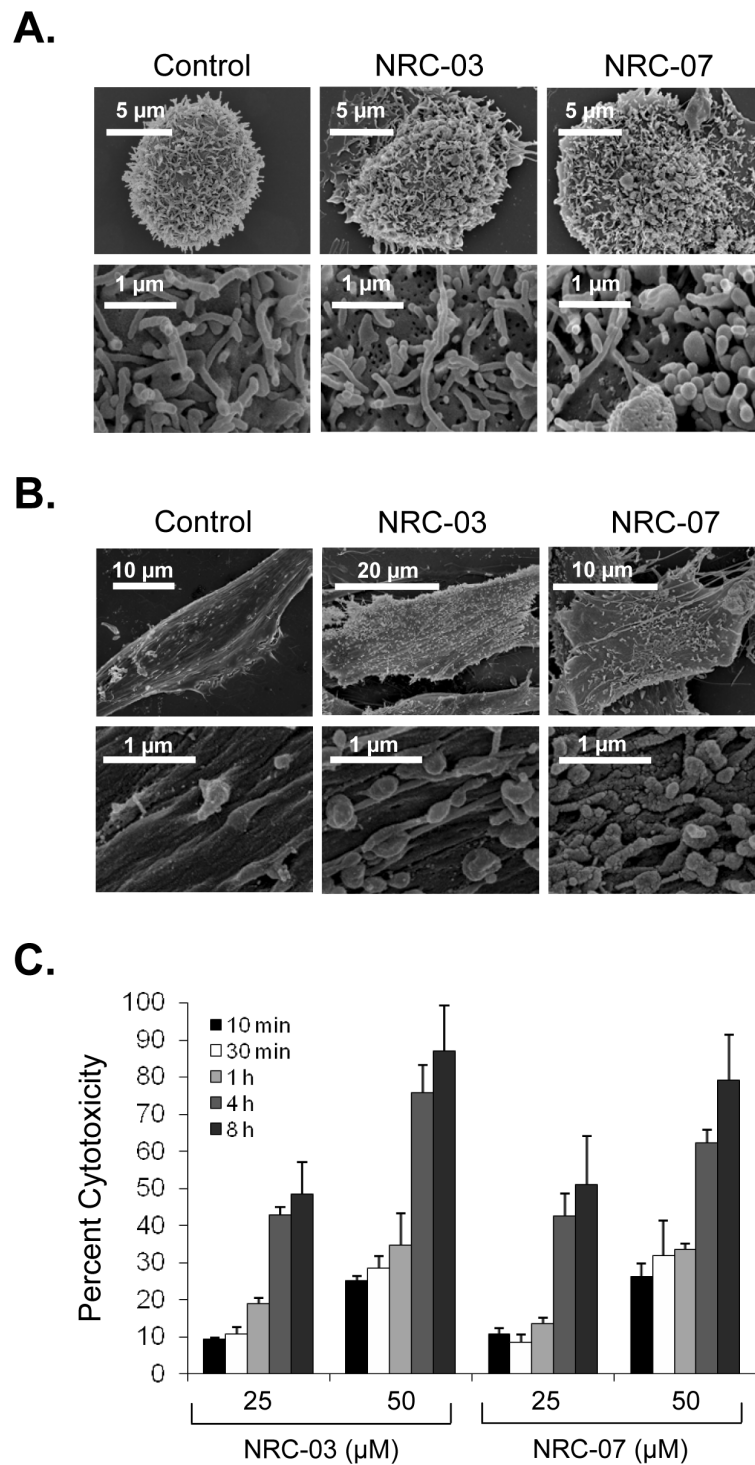 A.
Control NRC-03 NRC-07
5 µm 5 µm 5 µm
1 µm 1 µm 1 µm
B.
Control NRC-03 NRC-07
10 µm 20 µm 10 µm
1 µm 1 µm 1 µm
C.
Percent Cytotoxicity
100
90
80
70
60
50
40
30
20
10
0
10 min
30 min
1 h
4 h
8 h
25 50 25 50
NRC-03 (µM) NRC-07 (µM)